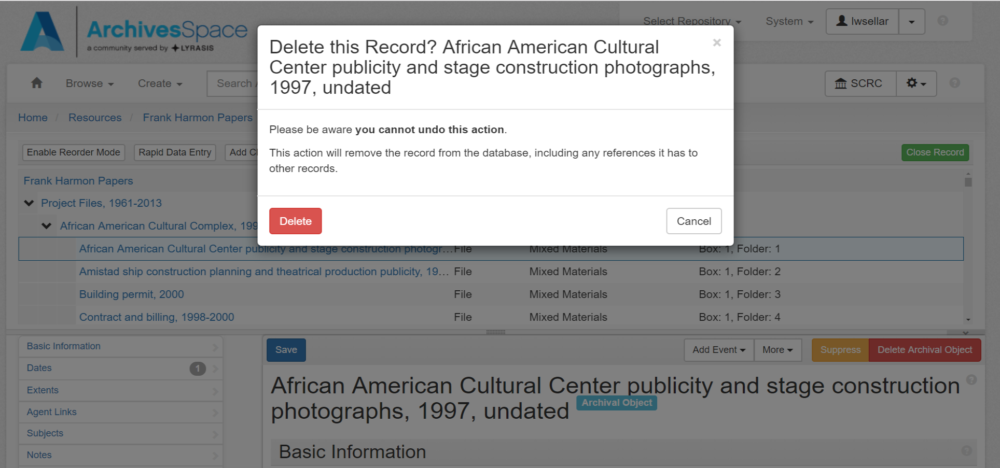 ArchivesSpace
a community served by LYRASIS
Select Repository
System
lwsellar
Browse
Create
Search
SCRC
Home / Resources / Frank Harmon Papers
Delete this Record? African American Cultural
Center publicity and stage construction photographs,
1997, undated
×
Please be aware you cannot undo this action.
This action will remove the record from the database, including any references it has to
other records.
Delete
Cancel
Enable Reorder Mode
Rapid Data Entry
Add
Close Record
Frank Harmon Papers
Project Files, 1961-2013
African American Cultural Complex, 199
African American Cultural Center publicity and stage construction photogr... File Mixed Materials Box: 1, Folder: 1
Amistad ship construction planning and theatrical production publicity, 19... File Mixed Materials Box: 1, Folder: 2
Building permit, 2000 File Mixed Materials Box: 1, Folder: 3
Contract and billing, 1998-2000 File Mixed Materials Box: 1, Folder: 4
Basic Information
Dates 1
Extents
Agent Links
Subjects
Notes
Save
Add Event
More
Suppress
Delete Archival Object
African American Cultural Center publicity and stage construction
photographs, 1997, undated Archival Object
Basic Information